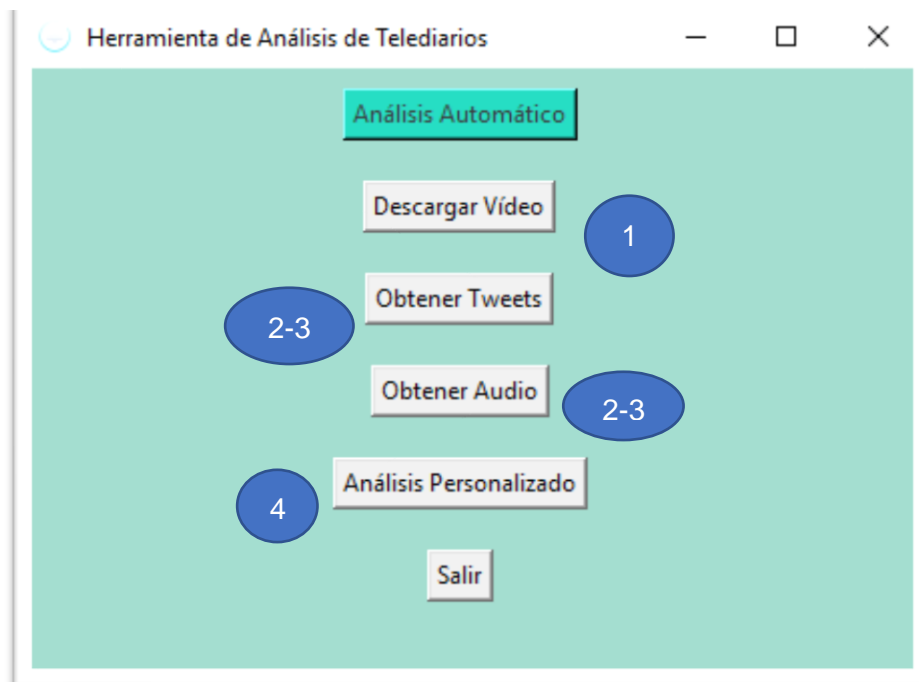 Herramienta de Análisis de Telediarios
Análisis Automático
Descargar Vídeo
1
Obtener Tweets
2-3
Obtener Audio
2-3
Análisis Personalizado
4
Salir